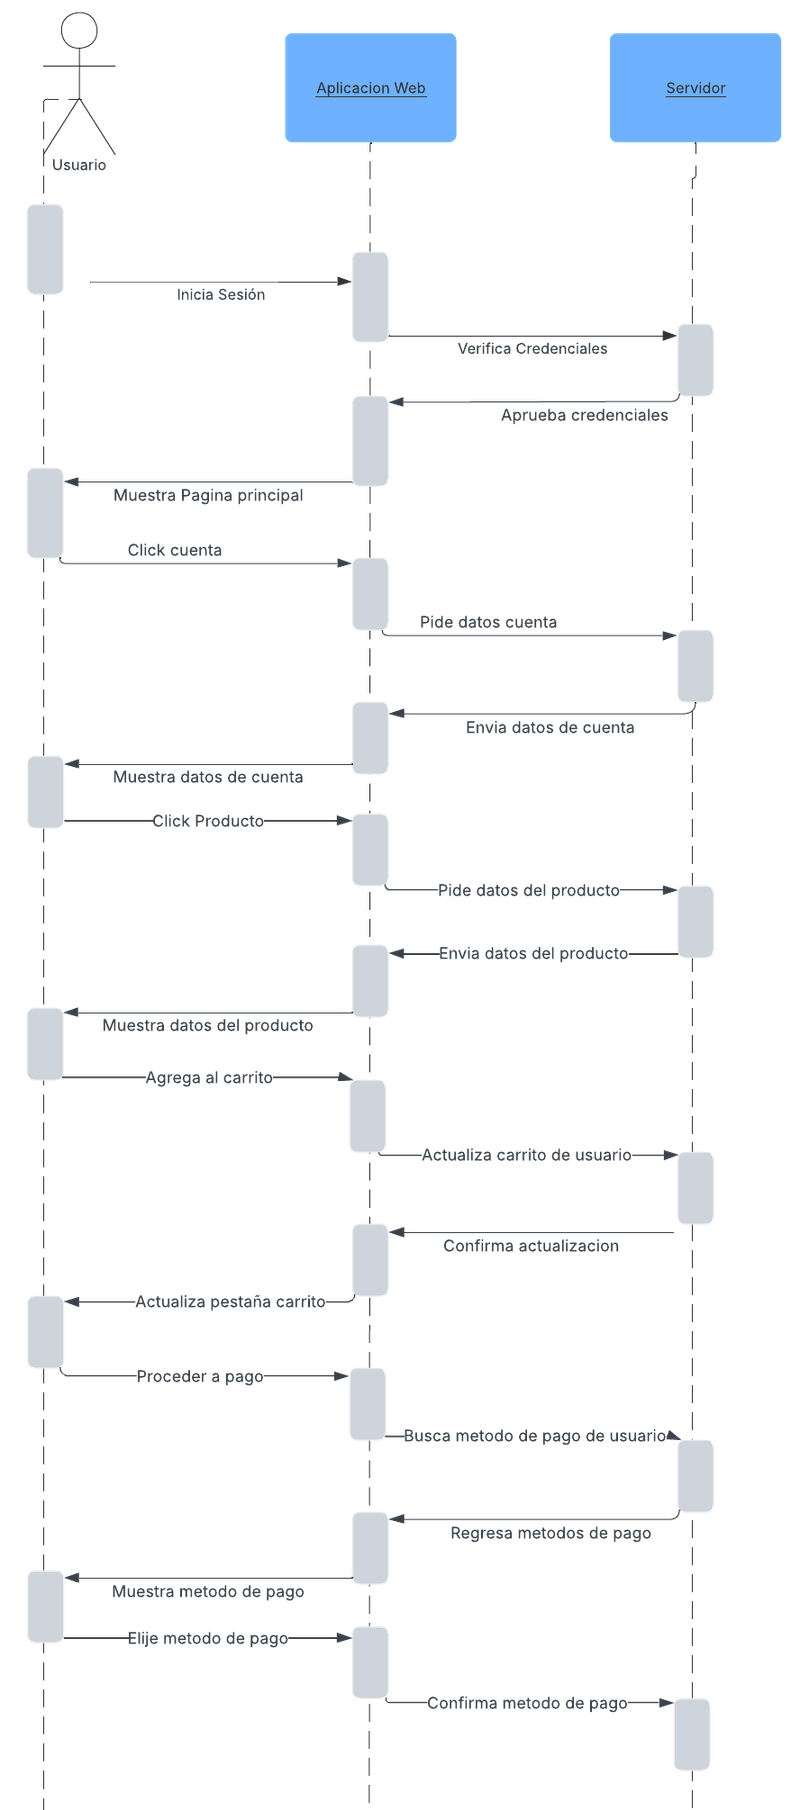 Aplicacion Web
Servidor
Usuario
Inicia Sesión
Verifica Credenciales
Aprueba credenciales
Muestra Pagina principal
Click cuenta
Pide datos cuenta
Envia datos de cuenta
Muestra datos de cuenta
Click Producto
Pide datos del producto
Envia datos del producto
Muestra datos del producto
Agrega al carrito
Actualiza carrito de usuario
Confirma actualizacion
Actualiza pestaña carrito
Proceder a pago
Busca metodo de pago de usuario
Regresa metodos de pago
Muestra metodo de pago
Elije metodo de pago
Confirma metodo de pago